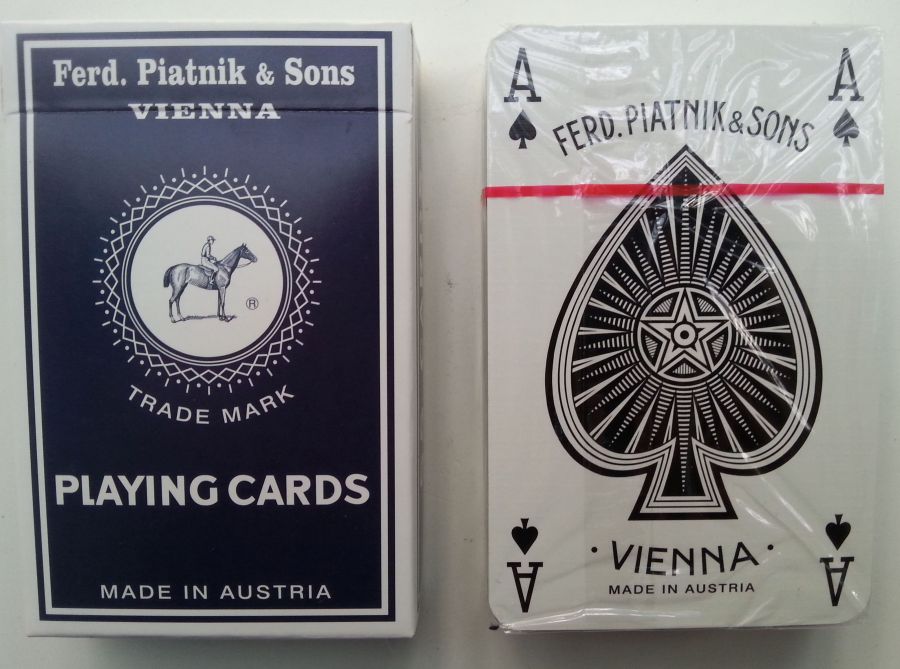 Ferd. Piatnik & Sons
VIENNA
®
TRADE MARK
PLAYING CARDS
MADE IN AUSTRIA
A A
FERD. PIATNIK & SONS
· VIENNA ·
MADE IN AUSTRIA
A A